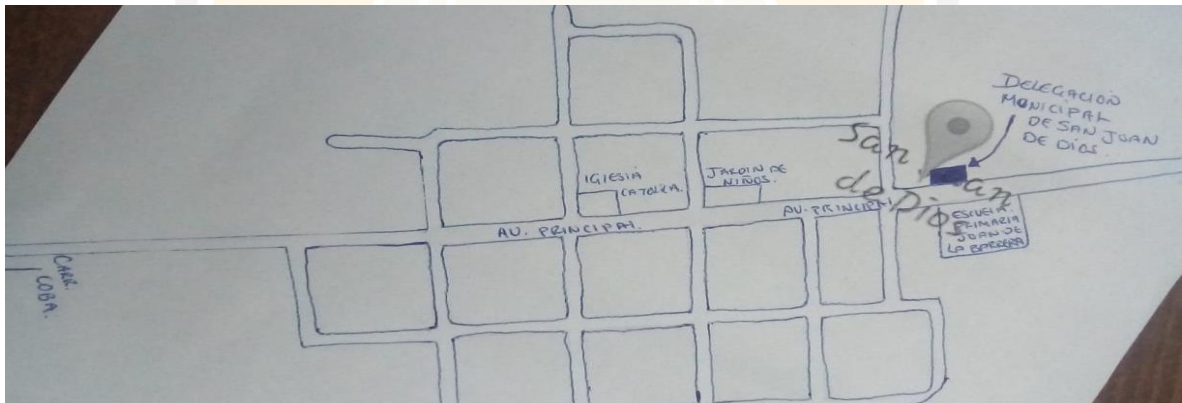 DELEGACIÓN
MUNICIPAL
DE SAN JUAN
DE DIOS.
San Juan
de Dios
IGLESIA
CATOLICA.
JARDIN DE
NIÑOS.
AV. PRINCIPAL
AV. PRINCIPAL.
ESCUELA
PRIMARIA
JUAN DE
LA BARRERA
CARR.
COBA.